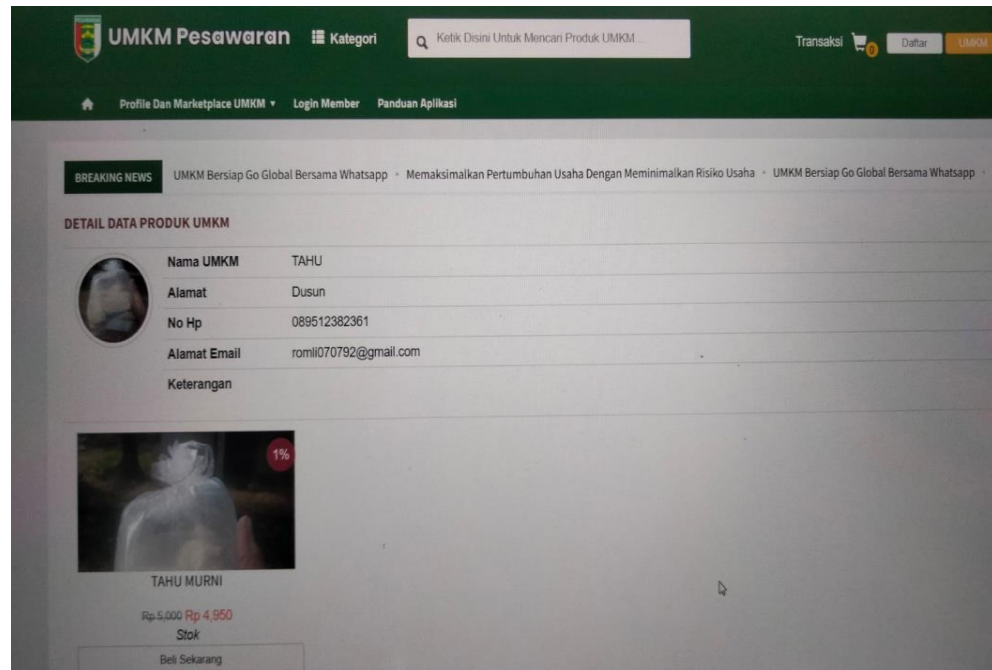 UMKM Pesawaran
Kategori
Ketik Disini Untuk Mencari Produk UMKM...
Transaksi 0 Daftar UMKM
Profile Dan Marketplace UMKM Login Member Panduan Aplikasi
BREAKING NEWS UMKM Bersiap Go Global Bersama Whatsapp • Memaksimalkan Pertumbuhan Usaha Dengan Meminimalkan Risiko Usaha • UMKM Bersiap Go Global Bersama Whatsapp
DETAIL DATA PRODUK UMKM
Nama UMKM TAHU
Alamat Dusun
No Hp 089512382361
Alamat Email romli070792@gmail.com
Keterangan
1%
TAHU MURNI
Rp 5,000 Rp 4,950
Stok
Beli Sekarang